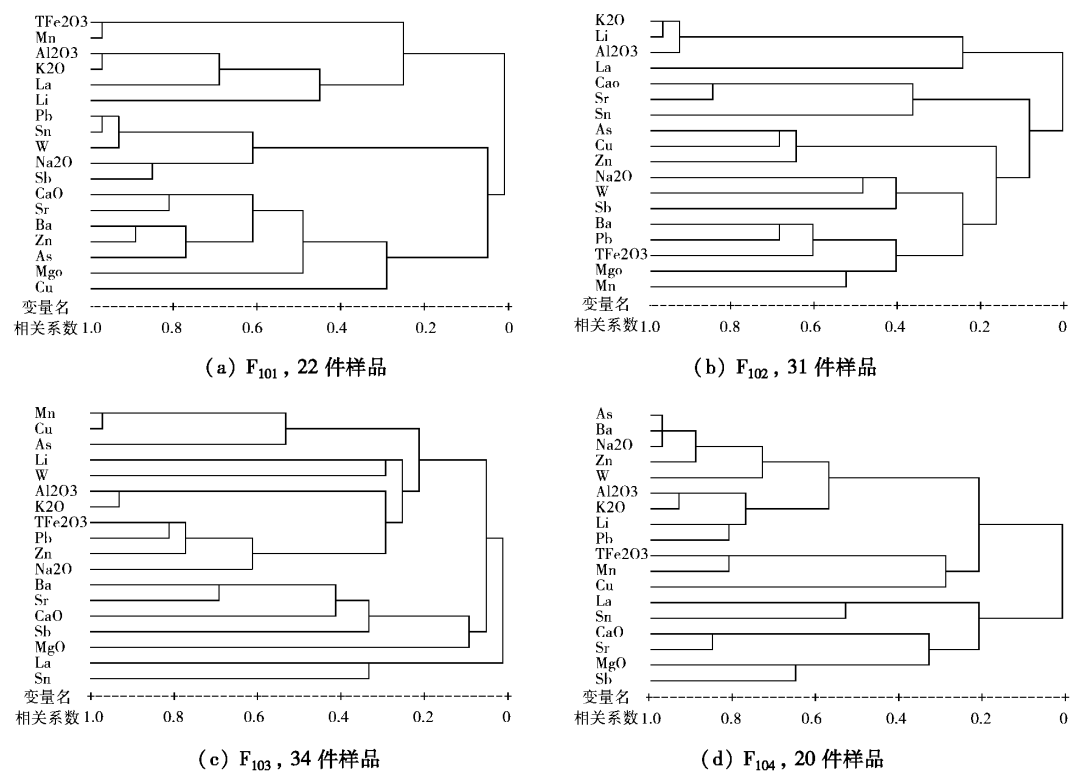 TFe2O3
Mn
Al2O3
K2O
La
Li
Pb
Sn
W
Na2O
Sb
CaO
Sr
Ba
Zn
As
Mgo
Cu
变量名
相关系数 1.0 0.8 0.6 0.4 0.2 0
(a) F101, 22 件样品
K2O
Li
Al2O3
La
Cao
Sr
Sn
As
Cu
Zn
Na2O
W
Sb
Ba
Pb
TFe2O3
Mgo
Mn
变量名
相关系数 1.0 0.8 0.6 0.4 0.2 0
(b) F102, 31 件样品
Mn
Cu
As
Li
W
Al2O3
K2O
TFe2O3
Pb
Zn
Na2O
Ba
Sr
CaO
Sb
MgO
La
Sn
变量名
相关系数 1.0 0.8 0.6 0.4 0.2 0
(c) F103, 34 件样品
As
Ba
Na2O
Zn
W
Al2O3
K2O
Li
Pb
TFe2O3
Mn
Cu
La
Sn
CaO
Sr
MgO
Sb
变量名
相关系数 1.0 0.8 0.6 0.4 0.2 0
(d) F104, 20 件样品